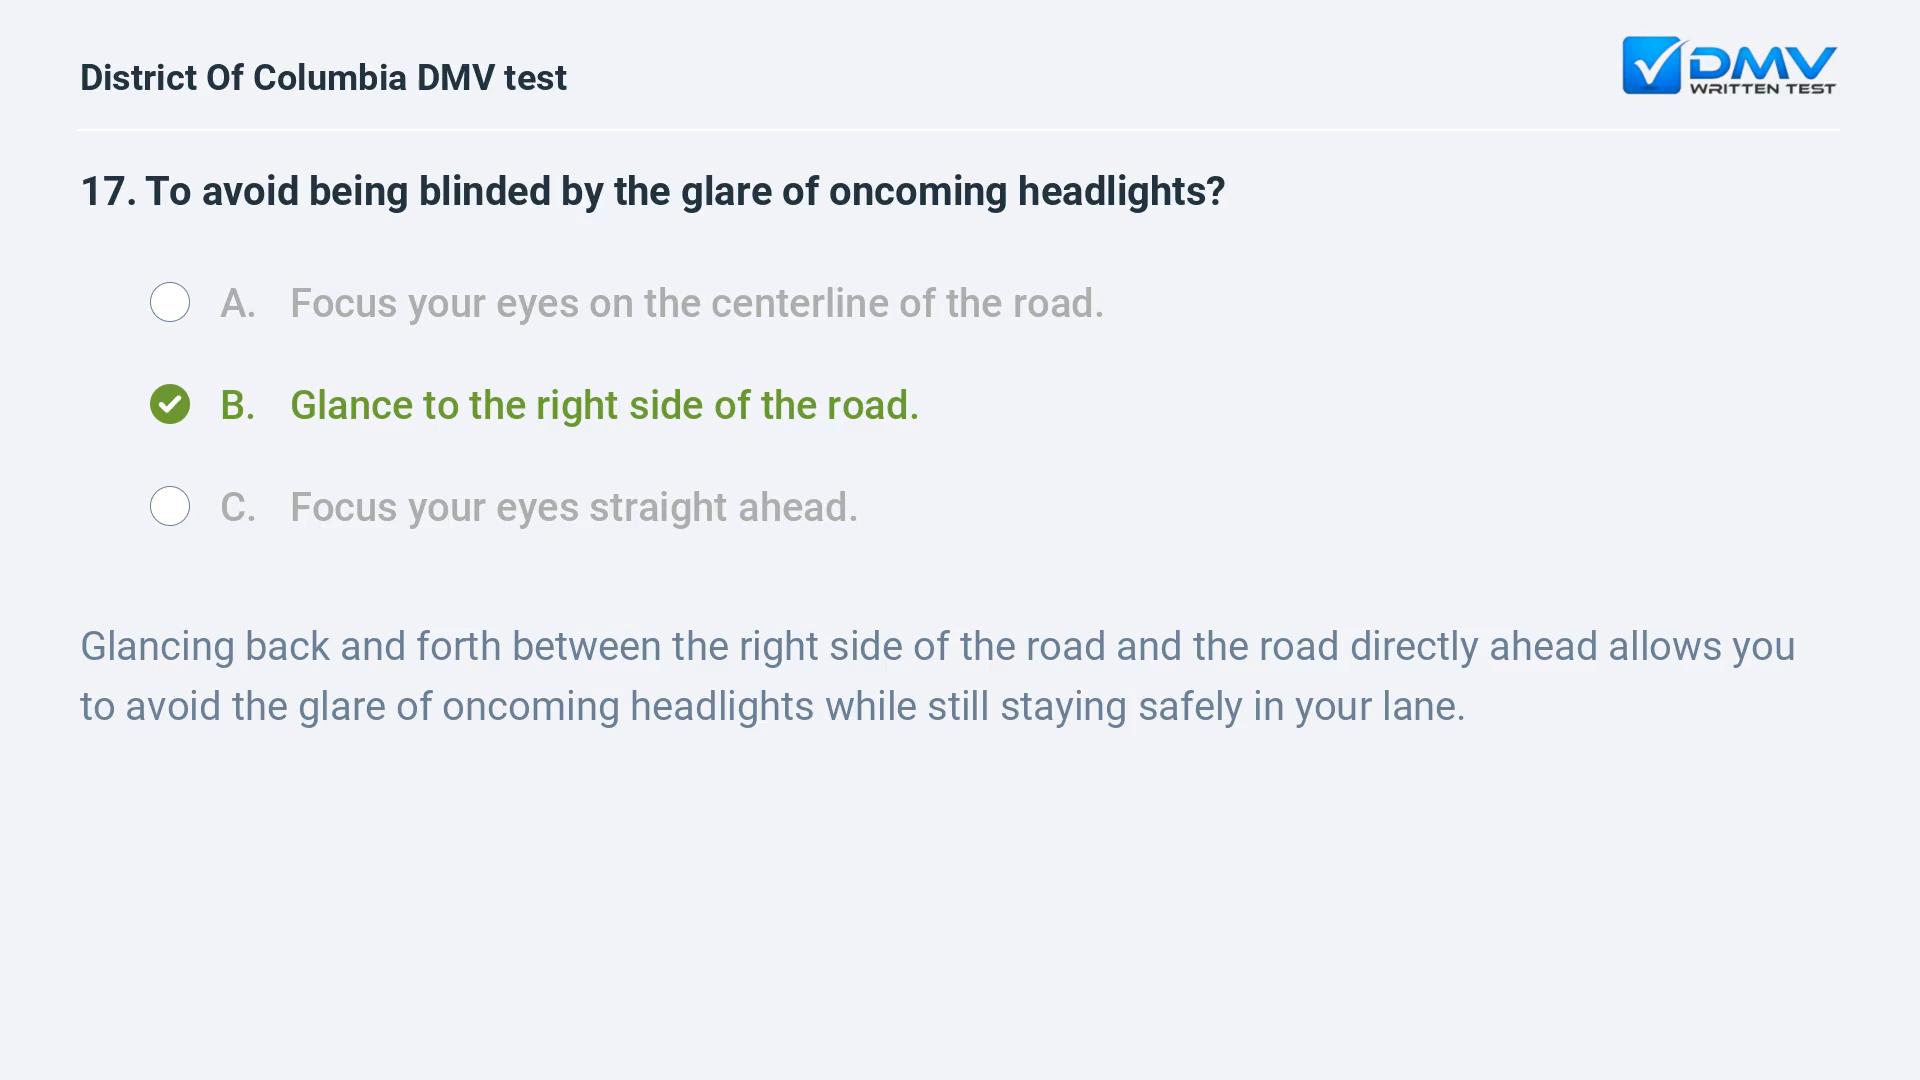 District Of Columbia DMV test
DMV
WRITTEN TEST
17. To avoid being blinded by the glare of oncoming headlights?
A. Focus your eyes on the centerline of the road.
B. Glance to the right side of the road.
C. Focus your eyes straight ahead.
Glancing back and forth between the right side of the road and the road directly ahead allows you
to avoid the glare of oncoming headlights while still staying safely in your lane.